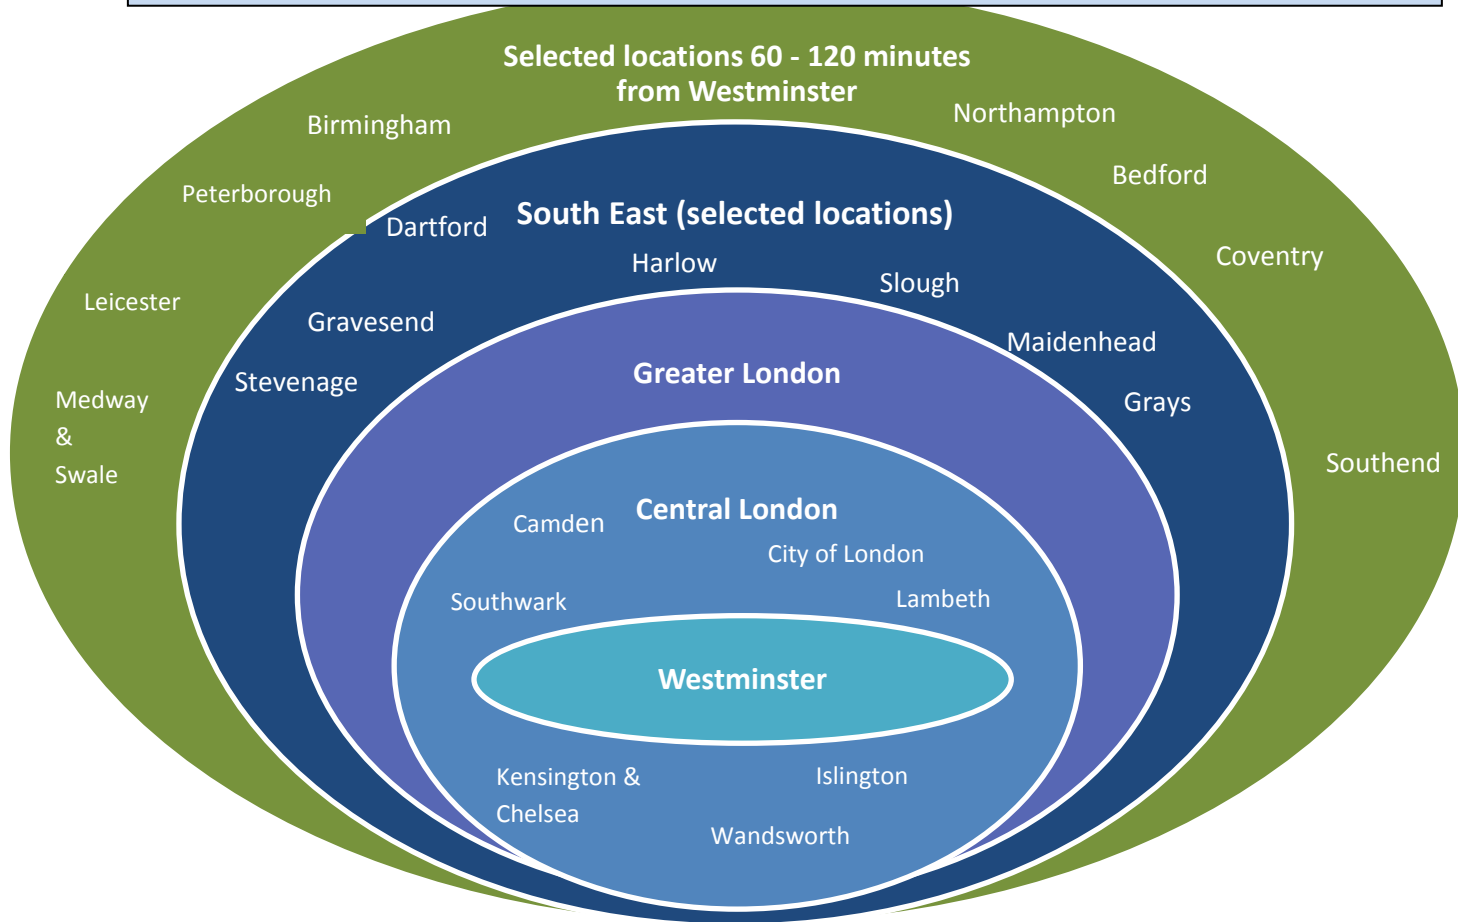 Selected locations 60 - 120 minutes
from Westminster
Birmingham
Northampton
Peterborough
Bedford
Dartford
South East (selected locations)
Harlow
Coventry
Slough
Leicester
Gravesend
Maidenhead
Greater London
Stevenage
Medway
&
Swale
Grays
Southend
Central London
Camden
City of London
Southwark
Lambeth
Westminster
Kensington &
Chelsea
Islington
Wandsworth